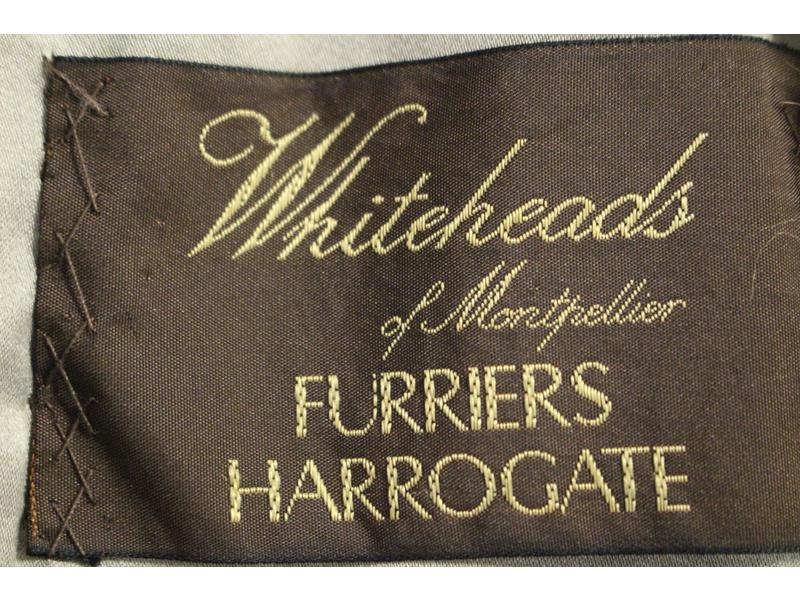 Whiteheads
of Montpellier
FURRIERS
HARROGATE